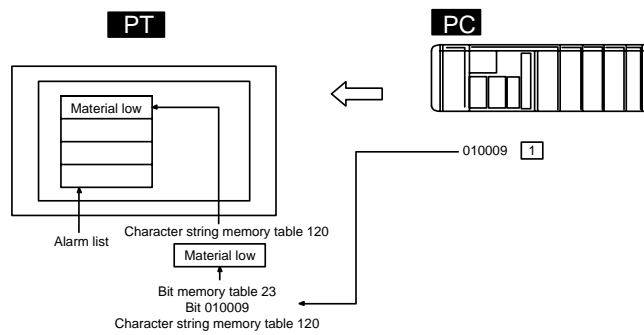 PT
PC
Material low
010009 1
Alarm list
Character string memory table 120
Material low
Bit memory table 23
Bit 010009
Character string memory table 120